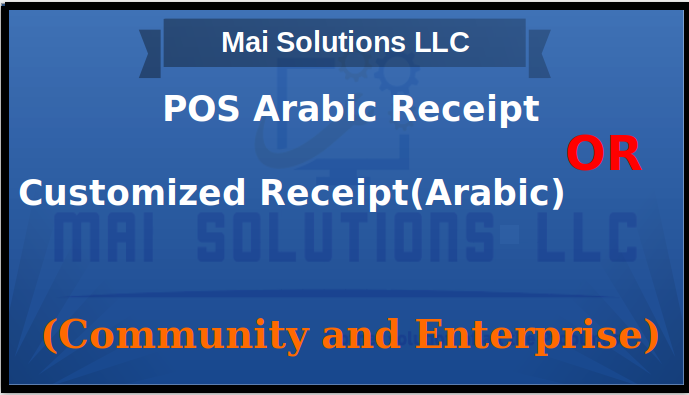 Mai Solutions LLC
POS Arabic Receipt
OR
Customized Receipt(Arabic)
MAI SOLUTIONS LLC
(Community and Enterprise)